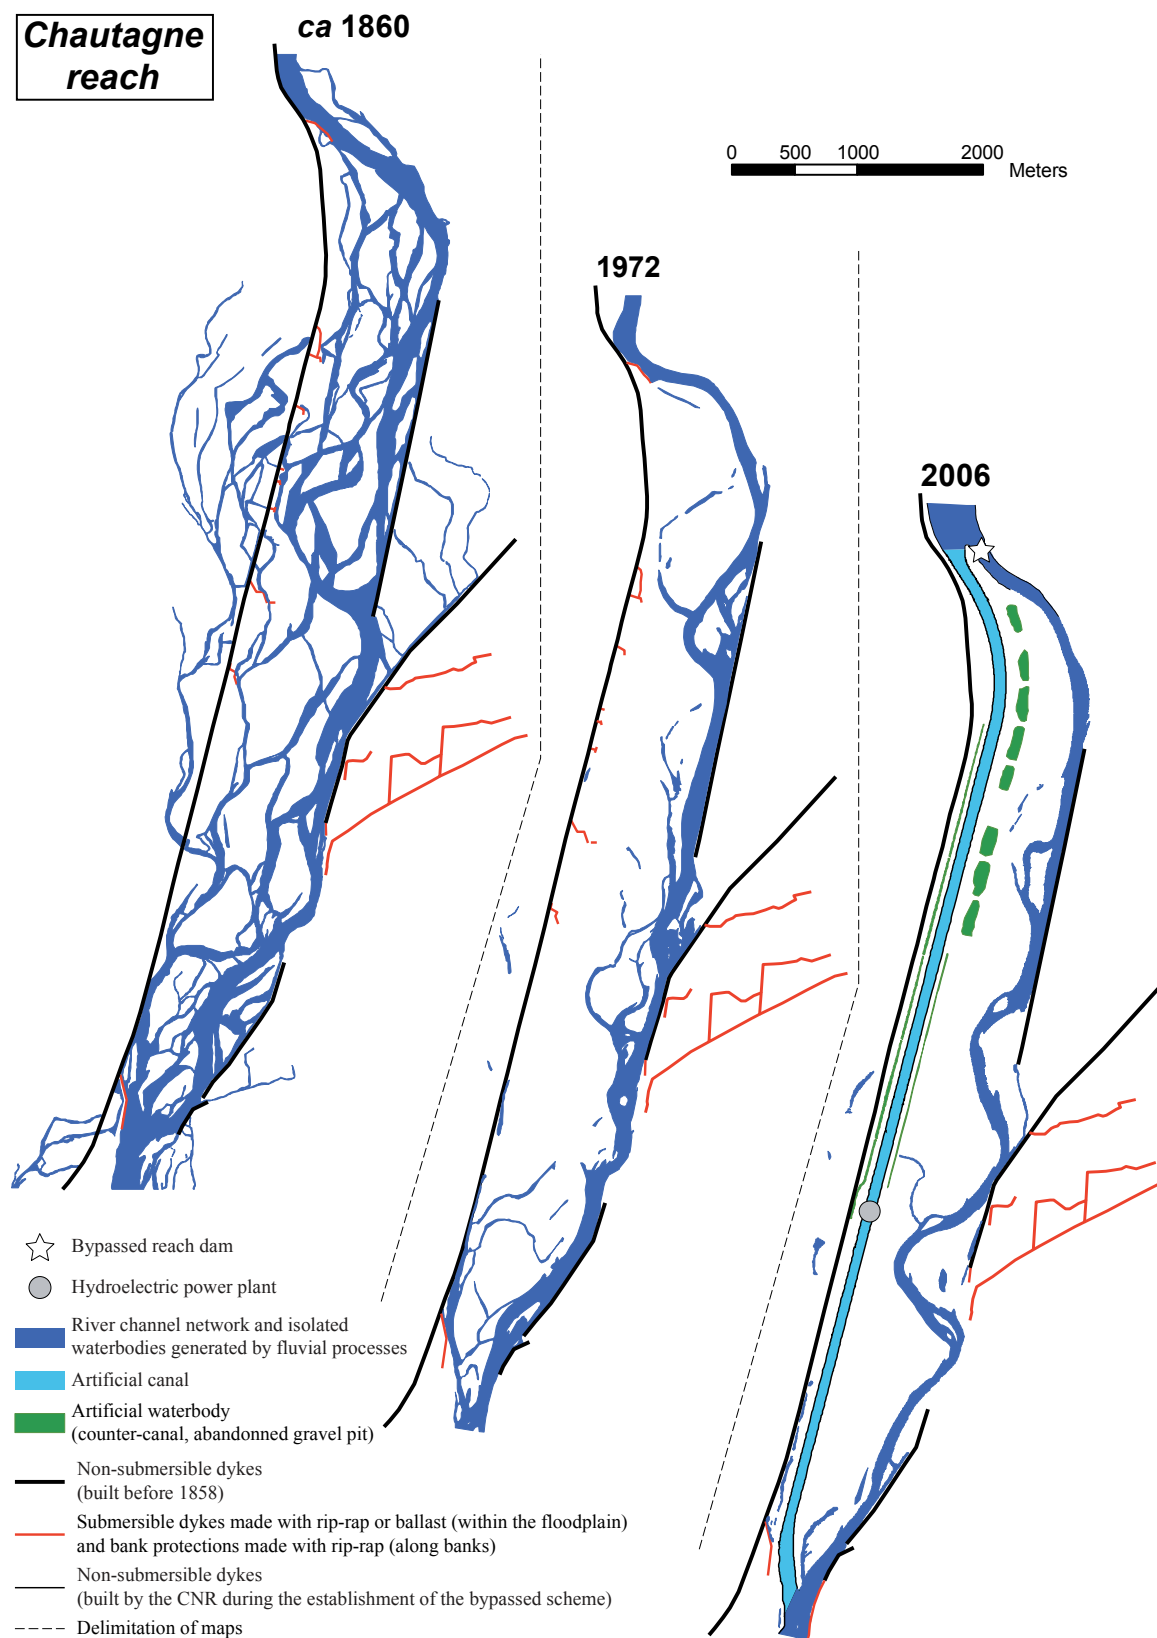 Chautagne
reach
ca 1860
0 500 1000 2000
Meters
1972
2006
Bypassed reach dam
Hydroelectric power plant
River channel network and isolated
waterbodies generated by fluvial processes
Artificial canal
Artificial waterbody
(counter-canal, abandonned gravel pit)
Non-submersible dykes
(built before 1858)
Submersible dykes made with rip-rap or ballast (within the floodplain)
and bank protections made with rip-rap (along banks)
Non-submersible dykes
(built by the CNR during the establishment of the bypassed scheme)
Delimitation of maps